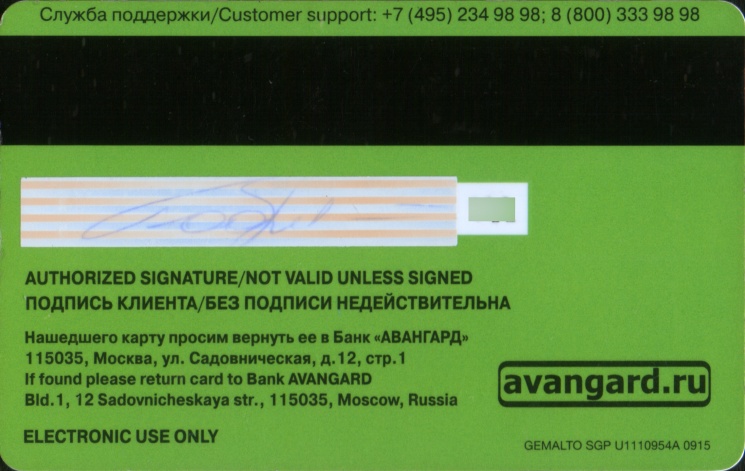 Служба поддержки/Customer support: +7 (495) 234 98 98; 8 (800) 333 98 98
AUTHORIZED SIGNATURE/NOT VALID UNLESS SIGNED
ПОДПИСЬ КЛИЕНТА/БЕЗ ПОДПИСИ НЕДЕЙСТВИТЕЛЬНА
Нашедшего карту просим вернуть ее в Банк «АВАНГАРД»
115035, Москва, ул. Садовническая, д.12, стр.1
If found please return card to Bank AVANGARD
Bld.1, 12 Sadovnicheskaya str., 115035, Moscow, Russia
avangard.ru
ELECTRONIC USE ONLY
GEMALTO SGP U1110954A 0915